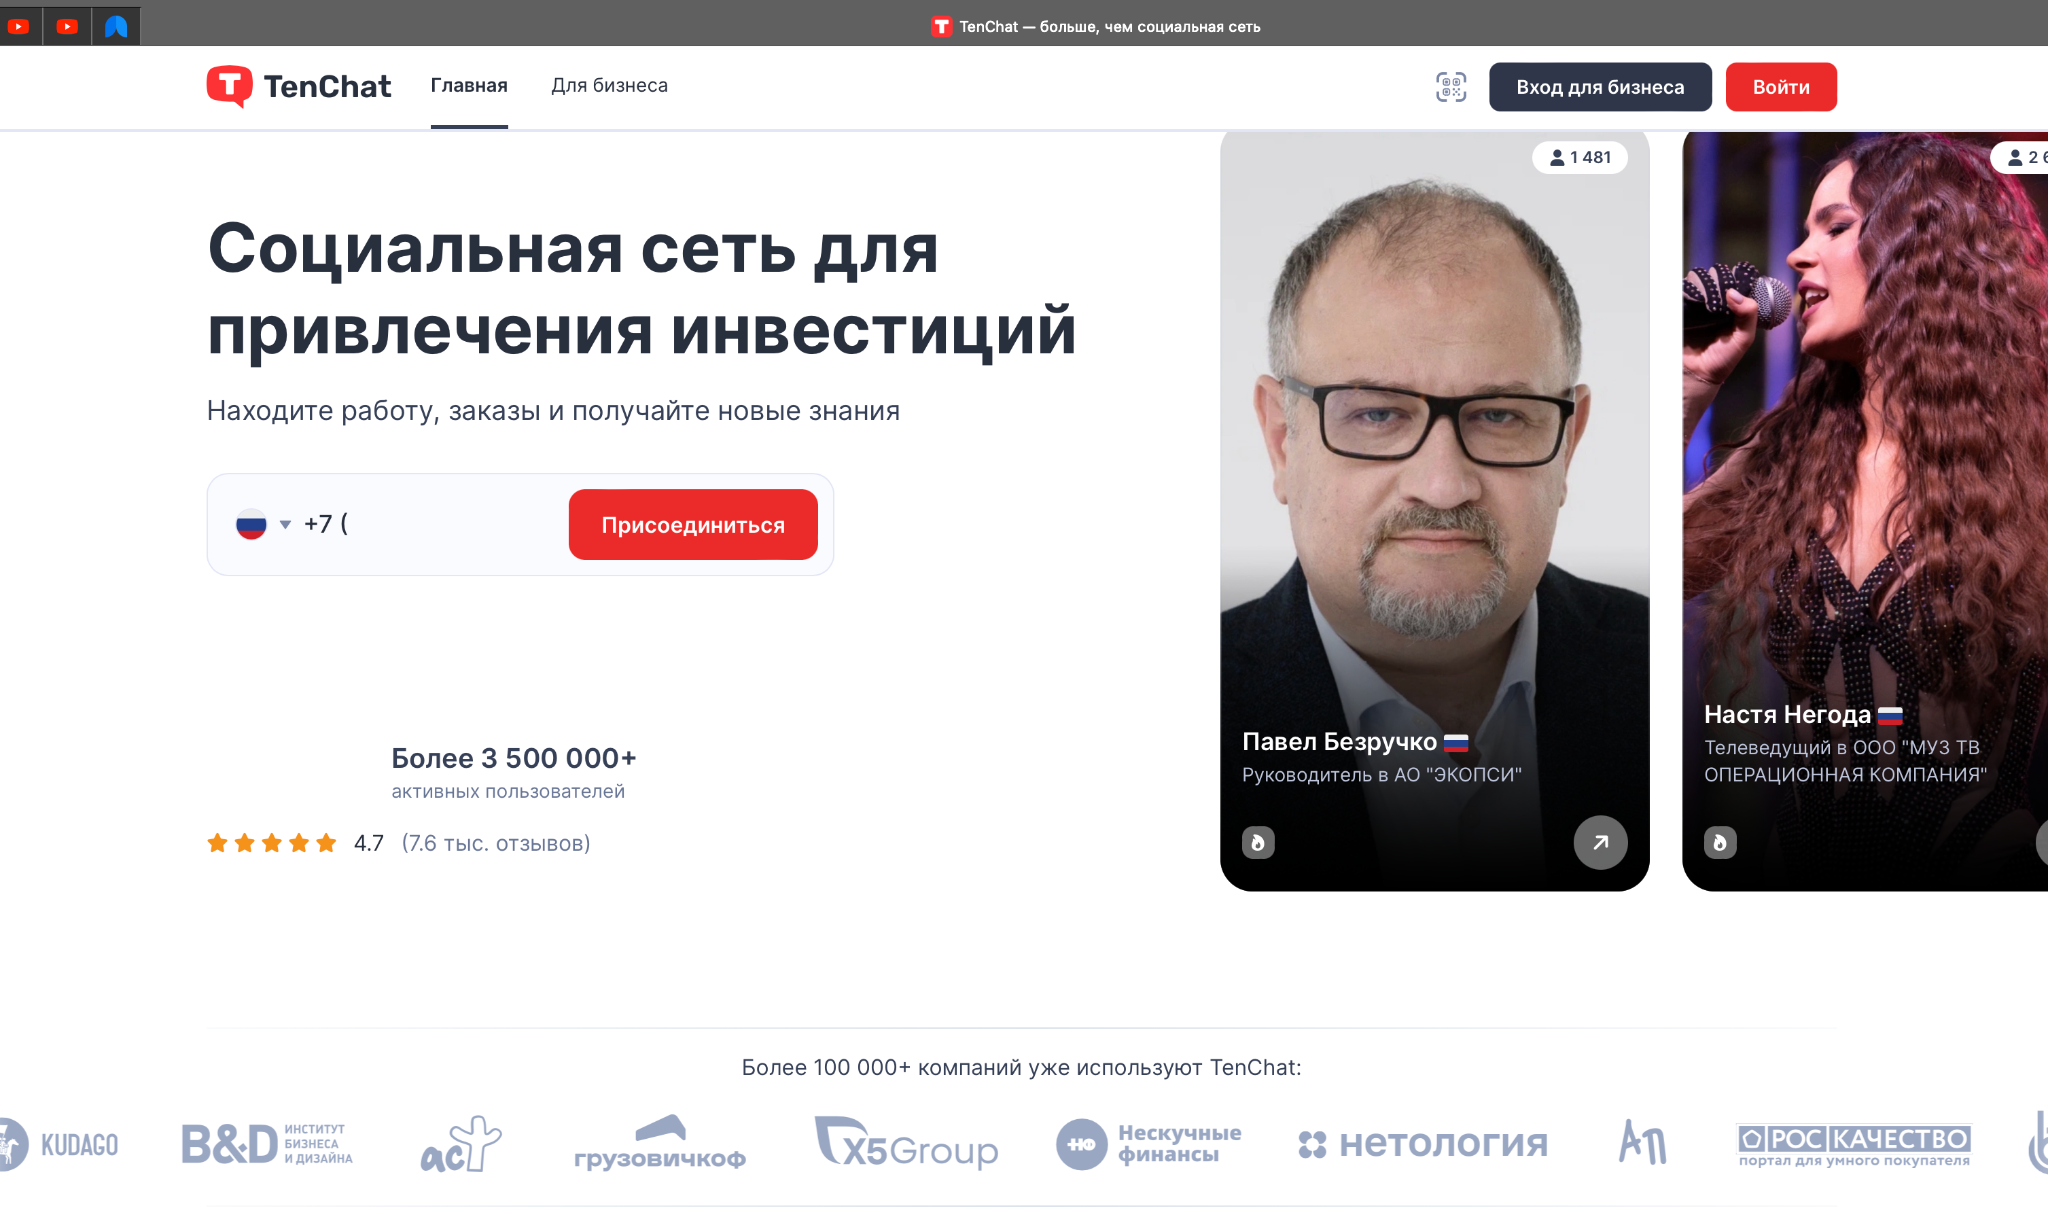 TenChat — больше, чем социальная сеть
TenChat
Главная
Для бизнеса
Вход для бизнеса
Войти
Социальная сеть для
привлечения инвестиций
Находите работу, заказы и получайте новые знания
+7 (
Присоединиться
Более 3 500 000+
активных пользователей
4.7 (7.6 тыс. отзывов)
1 481
Павел Безручко
Руководитель в АО "ЭКОПСИ"
Настя Негода
Телеведущий в ООО "МУЗ ТВ
ОПЕРАЦИОННАЯ КОМПАНИЯ"
Более 100 000+ компаний уже используют TenChat:
KUDAGO
B&D ИНСТИТУТ
БИЗНЕСА
И ДИЗАЙНА
аст
грузовичкоф
X5Group
НФ
Нескучные
финансы
нетология
АП
РОСКАЧЕСТВО
портал для умного покупателя